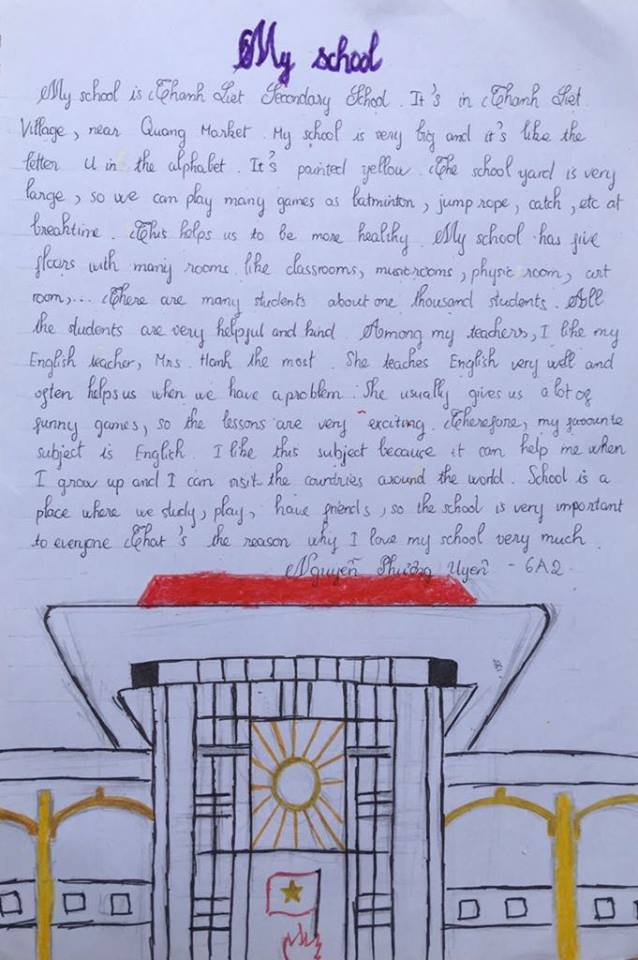 My school
My school is Thanh Liet Secondary School. It's in Thanh Liet
Village, near Quang Market. My school is very big and it's like the
letter U in the alphabet. It's painted yellow. The school yard is very
large, so we can play many games as batminton, jump rope, catch, etc at
breaktime. This helps us to be more healthy. My school has five
floors with many rooms like classrooms, musicrooms, physic room, art
room,... There are many students about one thousand students. All
the students are very helpful and kind. Among my teachers, I like my
English teacher, Mrs. Hanh the most. She teaches English very well and
often helps us when we have a problem. She usually gives us a lot of
funny games, so the lessons are very exciting. Therefore, my favourite
subject is English. I like this subject because it can help me when
I grow up and I can visit the countries around the world. School is a
place where we study, play, have friends, so the school is very important
to everyone. That's the reason why I love my school very much.
Nguyễn Phương Uyên - 6A2.